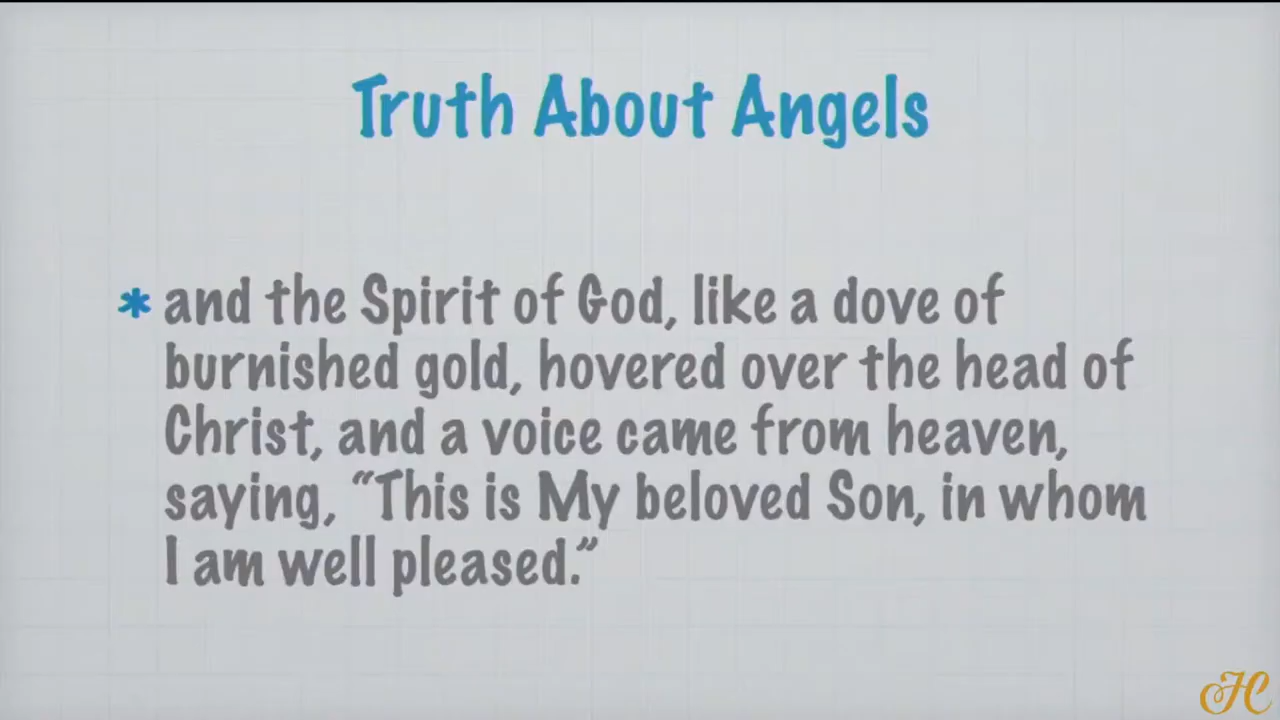 Truth About Angels
* and the Spirit of God, like a dove of
burnished gold, hovered over the head of
Christ, and a voice came from heaven,
saying, “This is My beloved Son, in whom
I am well pleased.”